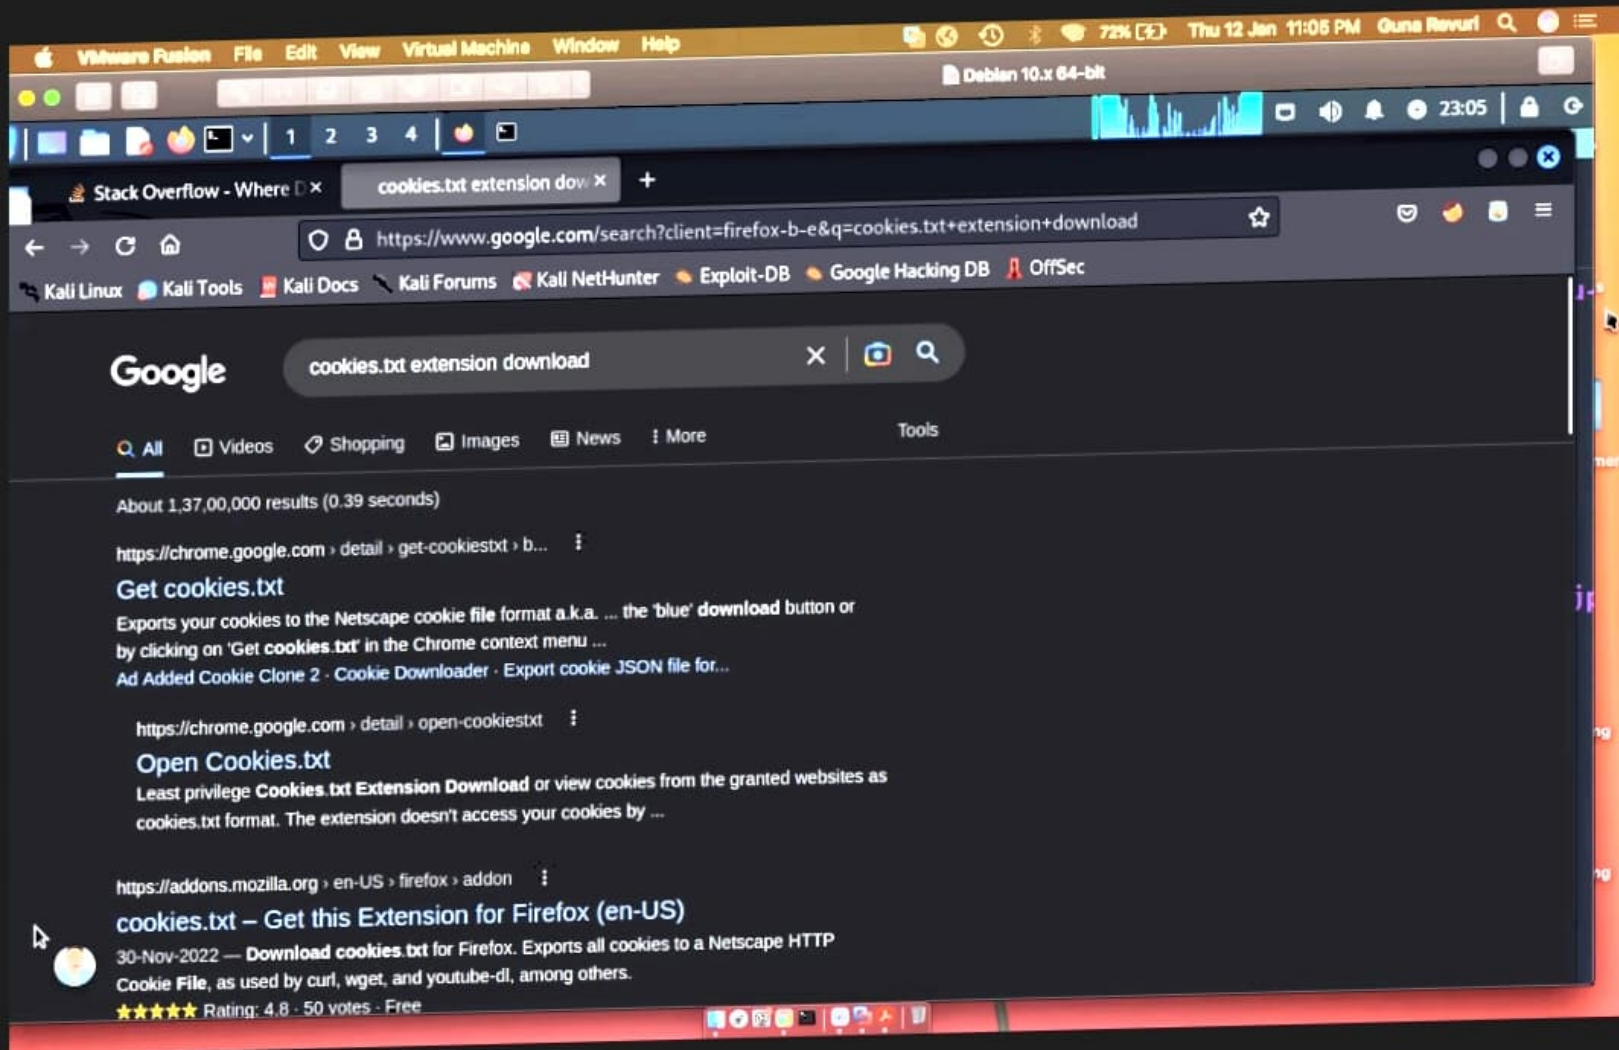 VMware Fusion File Edit View Virtual Machine Window Help 72% Thu 12 Jan 11:05 PM Guna Revuri
Debian 10.x 64-bit
1 2 3 4 23:05
Stack Overflow - Where D
cookies.txt extension dow
https://www.google.com/search?client=firefox-b-e&q=cookies.txt+extension+download
Kali Linux Kali Tools Kali Docs Kali Forums Kali NetHunter Exploit-DB Google Hacking DB OffSec
Google
cookies.txt extension download
All Videos Shopping Images News More Tools
About 1,37,00,000 results (0.39 seconds)
https://chrome.google.com › detail › get-cookiestxt › b...
Get cookies.txt
Exports your cookies to the Netscape cookie file format a.k.a. ... the 'blue' download button or
by clicking on 'Get cookies.txt' in the Chrome context menu ...
Ad Added Cookie Clone 2 · Cookie Downloader · Export cookie JSON file for...
https://chrome.google.com › detail › open-cookiestxt
Open Cookies.txt
Least privilege Cookies.txt Extension Download or view cookies from the granted websites as
cookies.txt format. The extension doesn't access your cookies by ...
https://addons.mozilla.org › en-US › firefox › addon
cookies.txt – Get this Extension for Firefox (en-US)
30-Nov-2022 — Download cookies.txt for Firefox. Exports all cookies to a Netscape HTTP
Cookie File, as used by curl, wget, and youtube-dl, among others.
★★★★★ Rating: 4.8 · 50 votes · Free